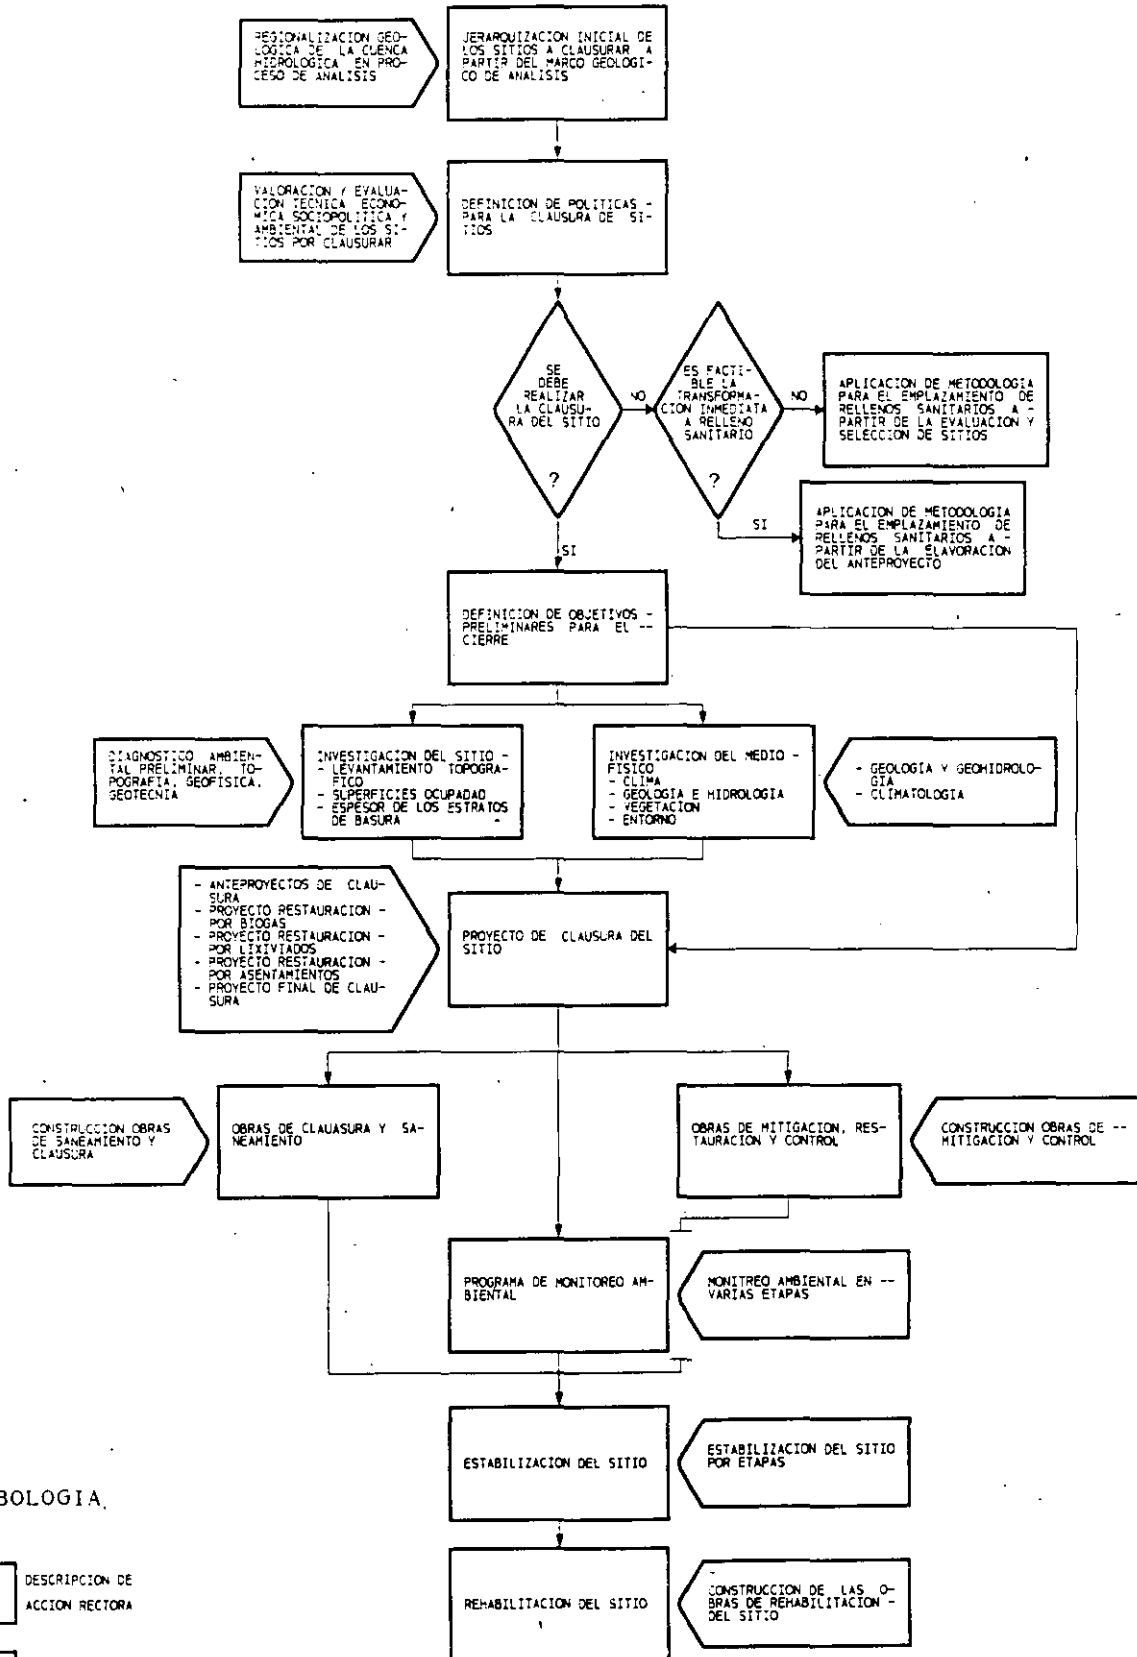 REGIONALIZACION GEO-
LOGICA DE LA CUENCA
HIDROLOGICA EN PRO-
CESO DE ANALISIS
JERARQUIZACION INICIAL DE
LOS SITIOS A CLAUSURAR A
PARTIR DEL MARCO GEOLOGI-
CO DE ANALISIS
VALORACION Y EVALUA-
CION TECNICA ECONO-
MICA SOCIOPOLITICA Y
AMBIENTAL DE LOS SI-
TIOS POR CLAUSURAR
DEFINICION DE POLITICAS -
PARA LA CLAUSURA DE SI-
TIOS
SE
DEBE
REALIZAR
LA CLAUSU-
RA DEL SITIO
?
NO
ES FACTI-
BLE LA
TRANSFORMA-
CION INMEDIATA
A RELLENO
SANITARIO
?
NO
APLICACION DE METODOLOGIA
PARA EL EMPLAZAMIENTO DE
RELLENOS SANITARIOS A -
PARTIR DE LA EVALUACION Y
SELECCION DE SITIOS
SI
APLICACION DE METODOLOGIA
PARA EL EMPLAZAMIENTO DE
RELLENOS SANITARIOS A -
PARTIR DE LA ELAVORACION
DEL ANTEPROYECTO
SI
DEFINICION DE OBJETIVOS -
PRELIMINARES PARA EL --
CIERRE
DIAGNOSTICO AMBIEN-
TAL PRELIMINAR, TO-
POGRAFIA, GEOFISICA,
GEOTECNIA
INVESTIGACION DEL SITIO -
- LEVANTAMIENTO TOPOGRA-
FICO
- SUPERFICIES OCUPADAD
- ESPESOR DE LOS ESTRATOS
DE BASURA -
INVESTIGACION DEL MEDIO -
FISICO
- CLIMA
- GEOLOGIA E HIDROLOGIA
- VEGETACION
- ENTORNO
- GEOLOGIA Y GEOHIDROLO-
GIA
- CLIMATOLOGIA
- ANTEPROYECTOS DE CLAU-
SURA
- PROYECTO RESTAURACION -
POR BIOGAS
- PROYECTO RESTAURACION -
POR LIXIVIADOS
- PROYECTO RESTAURACION -
POR ASENTAMIENTOS
- PROYECTO FINAL DE CLAU-
SURA
PROYECTO DE CLAUSURA DEL
SITIO
CONSTRUCCION OBRAS
DE SANEAMIENTO Y
CLAUSURA
OBRAS DE CLAUASURA Y SA-
NEAMIENTO
OBRAS DE MITIGACION, RES-
TAURACION Y CONTROL
CONSTRUCCION OBRAS DE --
MITIGACION Y CONTROL
PROGRAMA DE MONITOREO AM-
BIENTAL
MONITREO AMBIENTAL EN --
VARIAS ETAPAS
ESTABILIZACION DEL SITIO
ESTABILIZACION DEL SITIO
POR ETAPAS
BOLOGIA
DESCRIPCION DE
ACCION RECTORA
REHABILITACION DEL SITIO
CONSTRUCCION DE LAS O-
BRAS DE REHABILITACION -
DEL SITIO